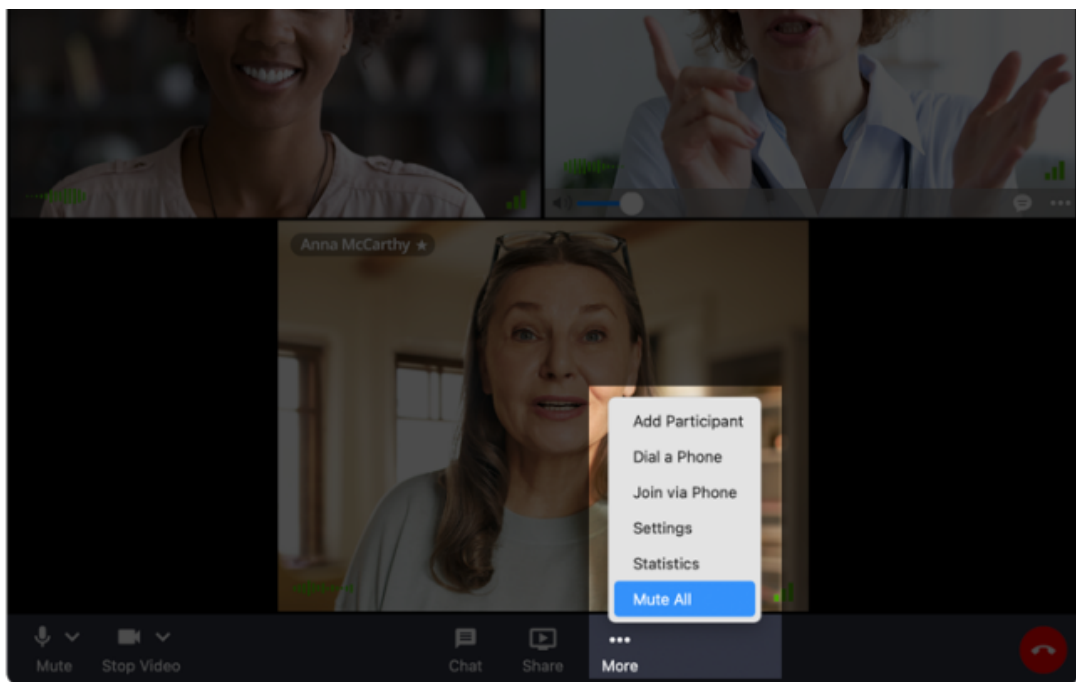 Anna McCarthy ★
Add Participant
Dial a Phone
Join via Phone
Settings
Statistics
Mute All
Mute
Stop Video
Chat
Share
More